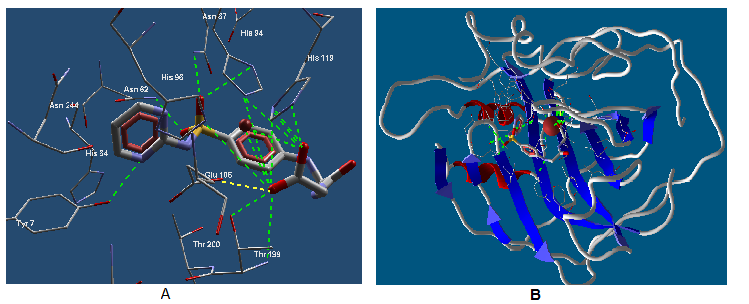 Asn 67
His 94
His 119
His 96
Asn 62
Asn 244
His 64
Glu 106
Tyr 7
Thr 200
Thr 199
A
B